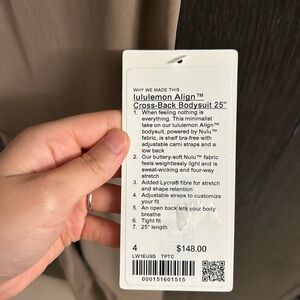 WHY WE MADE THIS
lululemon Align™
Cross-Back Bodysuit 25"
1. When feeling nothing is
everything. This minimalist
take on our lululemon Align™
bodysuit, powered by Nulu™
fabric, is shelf bra-free with
adjustable cami straps and a
low back
2. Our buttery-soft Nulu™ fabric
feels weightlessly light and is
sweat-wicking and four-way
stretch
3. Added Lycra® fibre for stretch
and shape retention
4. Adjustable straps to customize
your fit
5. An open back lets your body
breathe
6. Tight fit
7. 25" length
4 $148.00
LW1EU9S TPTC
000151601515